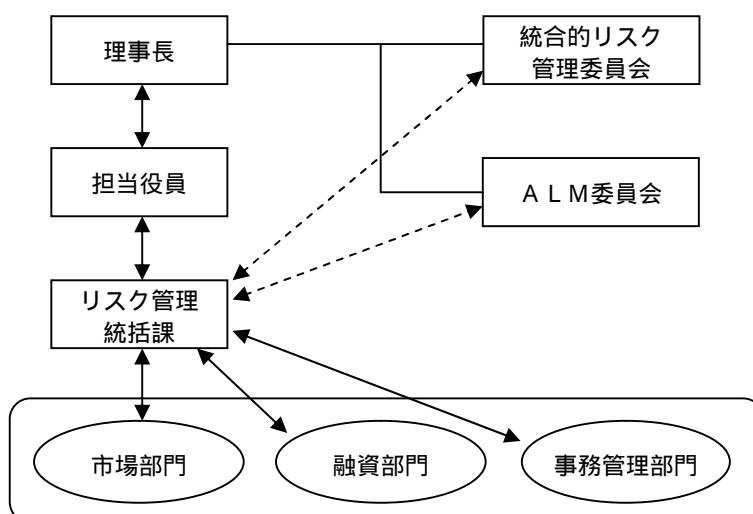 理事長
統合的リスク
管理委員会
担当役員
ＡＬＭ委員会
リスク管理
統括課
市場部門
融資部門
事務管理部門